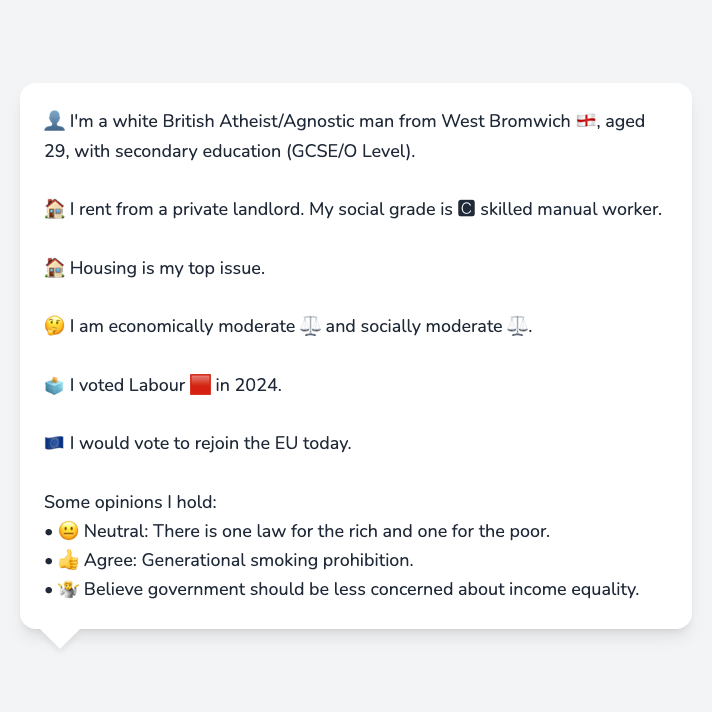 👤 I'm a white British Atheist/Agnostic man from West Bromwich 🏴󠁧󠁢󠁥󠁮󠁧󠁿, aged
29, with secondary education (GCSE/O Level).
🏠 I rent from a private landlord. My social grade is 🅲 skilled manual worker.
🏠 Housing is my top issue.
🤔 I am economically moderate ⚖️ and socially moderate ⚖️.
🗳️ I voted Labour 🟥 in 2024.
🇪🇺 I would vote to rejoin the EU today.
Some opinions I hold:
• 😐 Neutral: There is one law for the rich and one for the poor.
• 👍 Agree: Generational smoking prohibition.
• 🤷 Believe government should be less concerned about income equality.